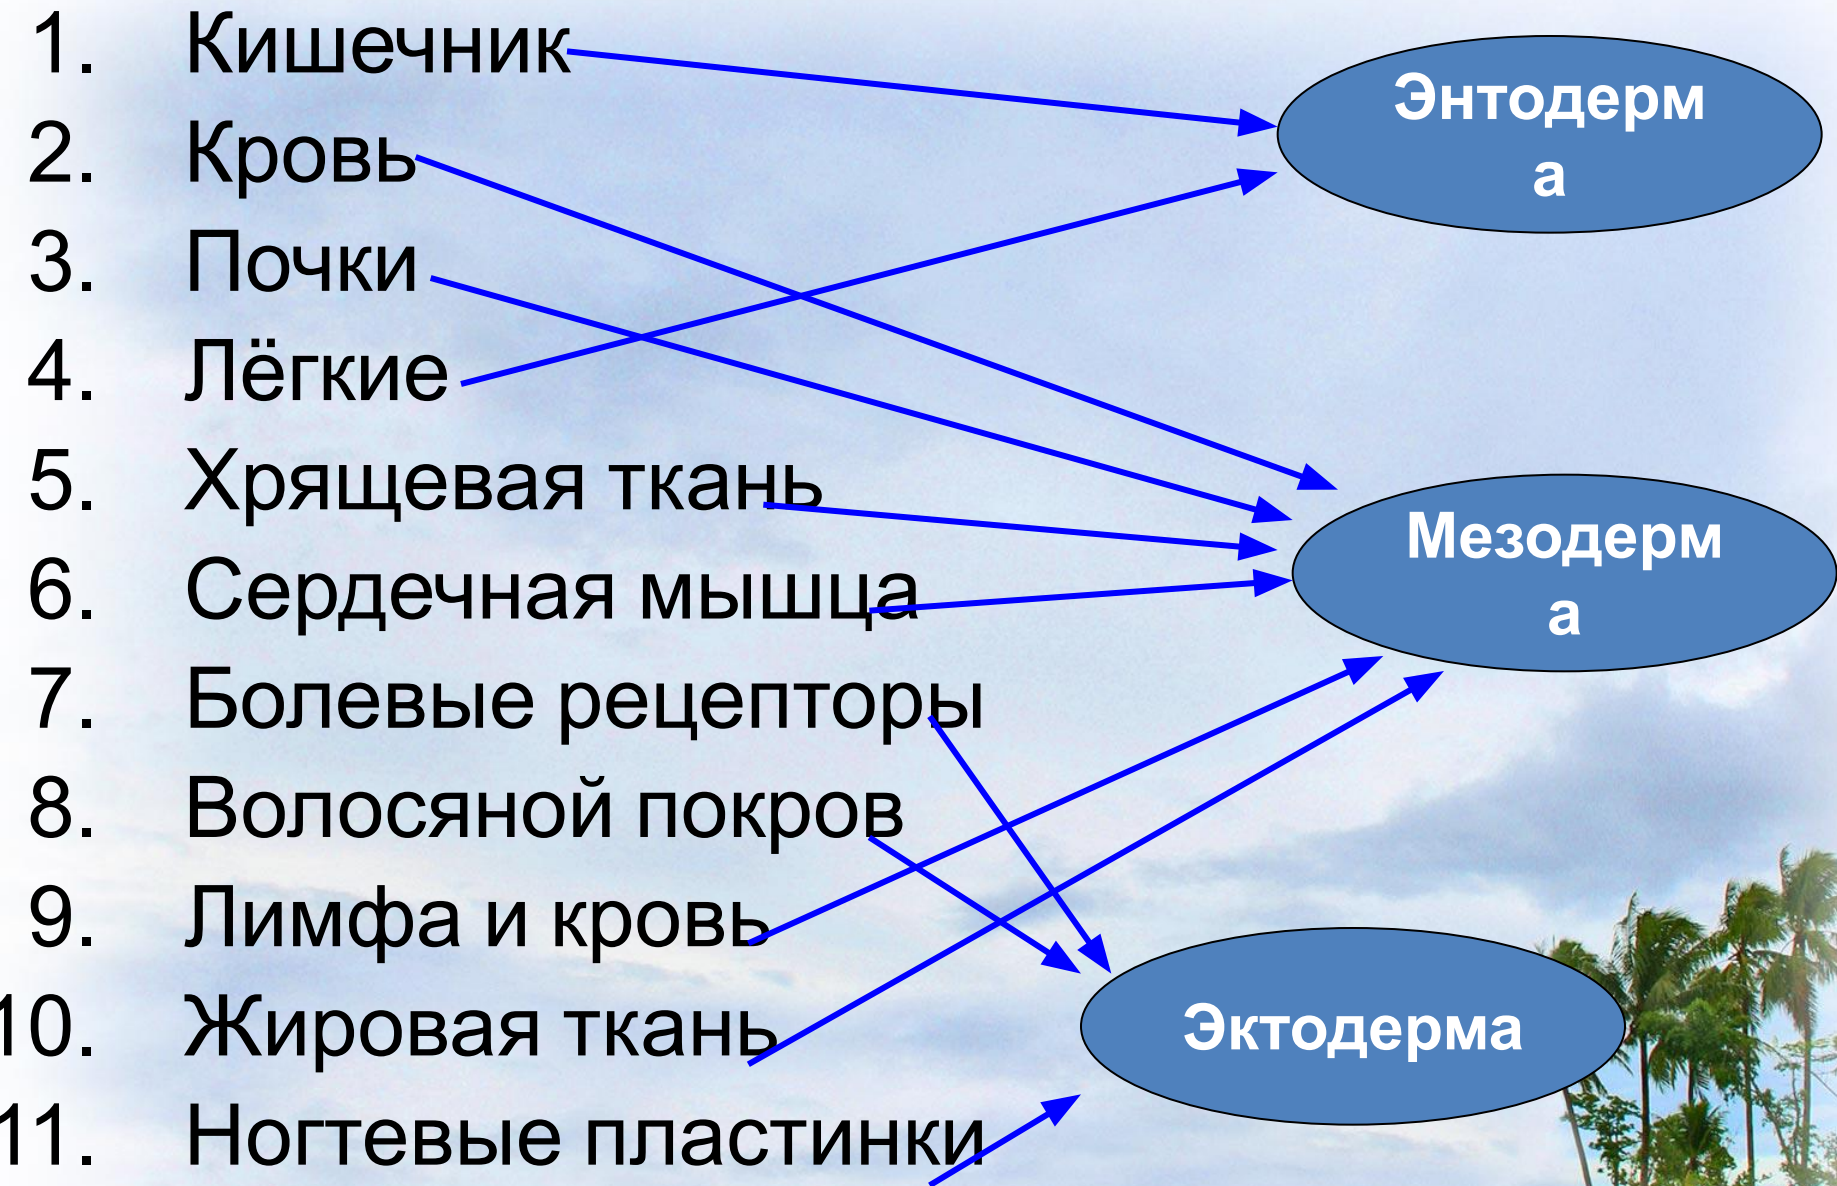 1. Кишечник
2. Кровь
3. Почки
4. Лёгкие
5. Хрящевая ткань
6. Сердечная мышца
7. Болевые рецепторы
8. Волосяной покров
9. Лимфа и кровь
10. Жировая ткань
11. Ногтевые пластинки
Энтодерм
а
Мезодерм
а
Эктодерма